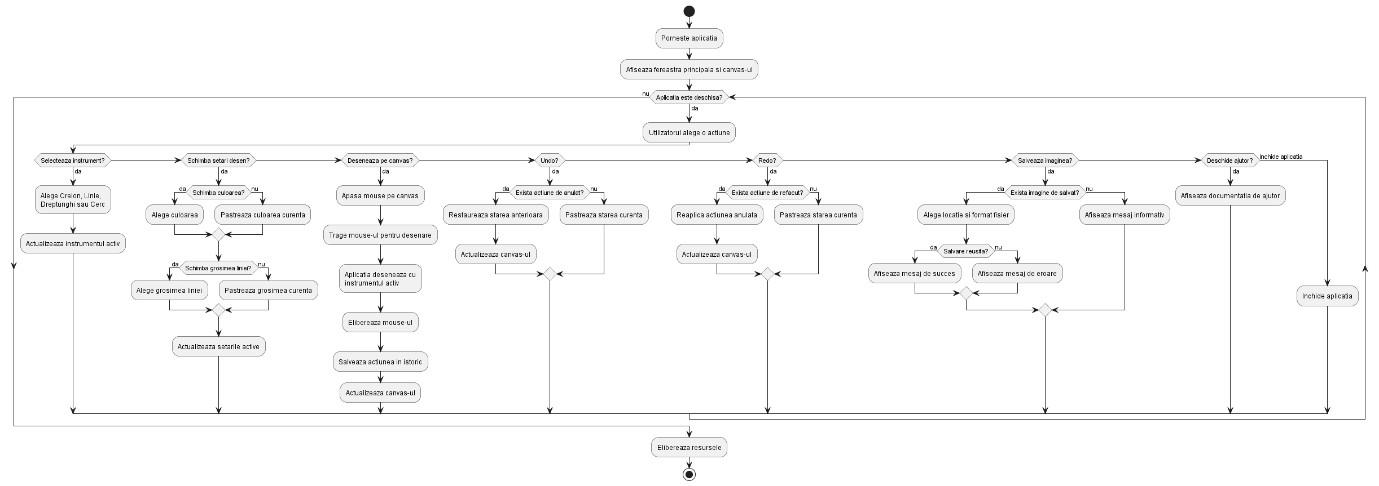 Porneste aplicatia
Afiseaza fereastra principala si canvas-ul
nu
Aplicatia este deschisa?
da
Utilizatorul alege o actiune
Selecteaza instrument?
da
Alege Creion, Linie,
Dreptunghi sau Cerc
Actualizeaza instrumentul activ
Schimba setari desen?
da
da
Schimba culoarea?
nu
Alege culoarea
Pastreaza culoarea curenta
da
Schimba grosimea liniei?
nu
Alege grosimea liniei
Pastreaza grosimea curenta
Actualizeaza setarile active
Deseneaza pe canvas?
da
Apasa mouse pe canvas
Trage mouse-ul pentru desenare
Aplicatia deseneaza cu
instrumentul activ
Elibereaza mouse-ul
Salveaza actiunea in istoric
Actualizeaza canvas-ul
Undo?
da
da
Exista actiune de anulat?
nu
Restaureaza starea anterioara
Pastreaza starea curenta
Actualizeaza canvas-ul
Redo?
da
da
Exista actiune de refacut?
nu
Reaplica actiunea anulata
Pastreaza starea curenta
Actualizeaza canvas-ul
Salveaza imaginea?
da
da
Exista imagine de salvat?
nu
Alege locatie si format fisier
Afiseaza mesaj informativ
da
Salvare reusita?
nu
Afiseaza mesaj de succes
Afiseaza mesaj de eroare
Deschide ajutor?
da
Afiseaza documentatia de ajutor
Inchide aplicatia
Inchide aplicatia
Elibereaza resursele